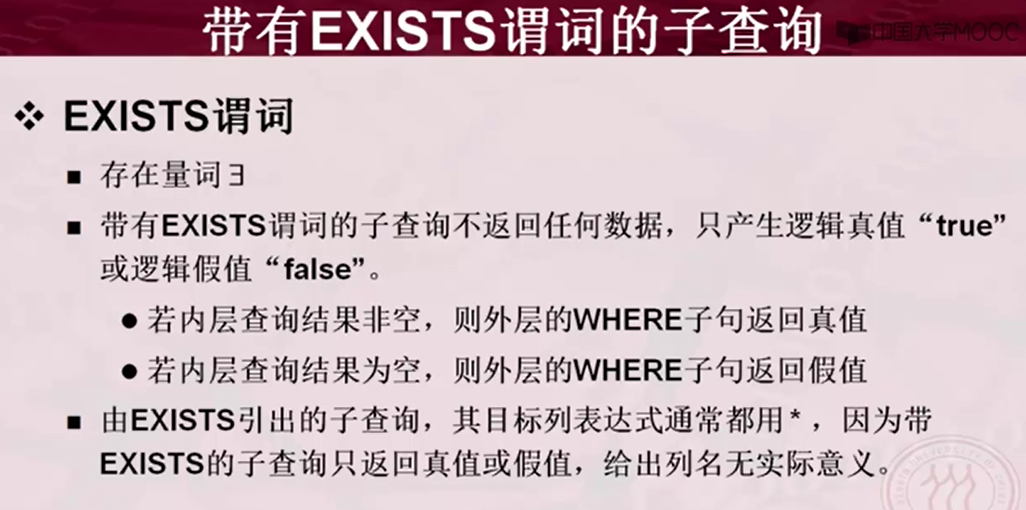 带有EXISTS谓词的子查询
中国大学MOOC
❖ EXISTS谓词
■ 存在量词∃
■ 带有EXISTS谓词的子查询不返回任何数据，只产生逻辑真值“true”
或逻辑假值“false”。
● 若内层查询结果非空，则外层的WHERE子句返回真值
● 若内层查询结果为空，则外层的WHERE子句返回假值
■ 由EXISTS引出的子查询，其目标列表达式通常都用*，因为带
EXISTS的子查询只返回真值或假值，给出列名无实际意义。